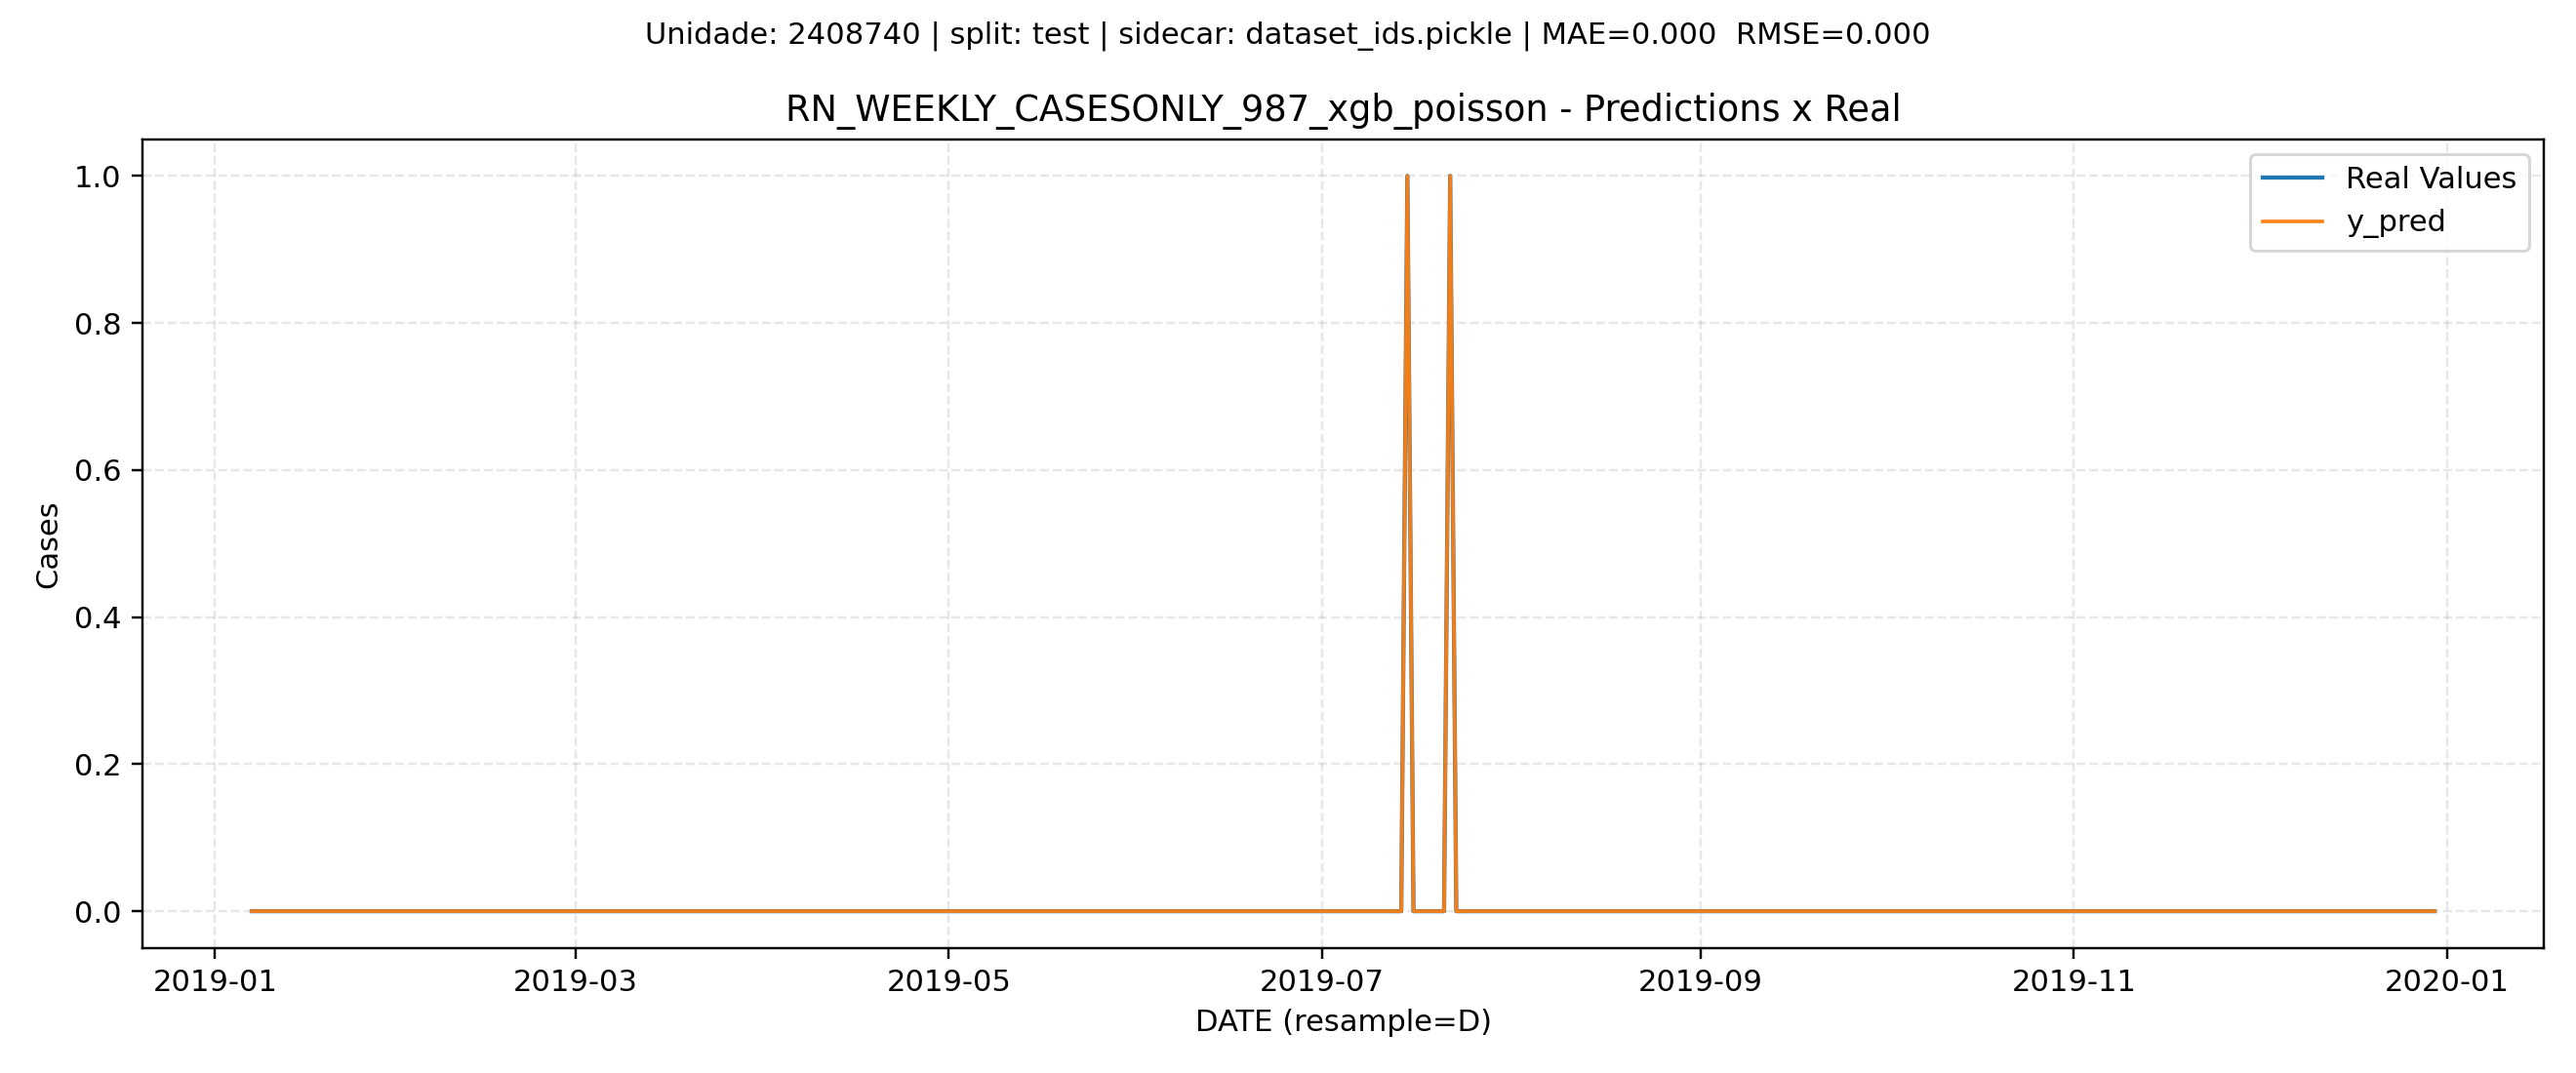 Unidade: 2408740 | split: test | sidecar: dataset_ids.pickle | MAE=0.000  RMSE=0.000
RN_WEEKLY_CASESONLY_987_xgb_poisson - Predictions x Real
Real Values
y_pred
1.0
0.8
0.6
0.4
0.2
0.0
Cases
2019-01
2019-03
2019-05
2019-07
2019-09
2019-11
2020-01
DATE (resample=D)